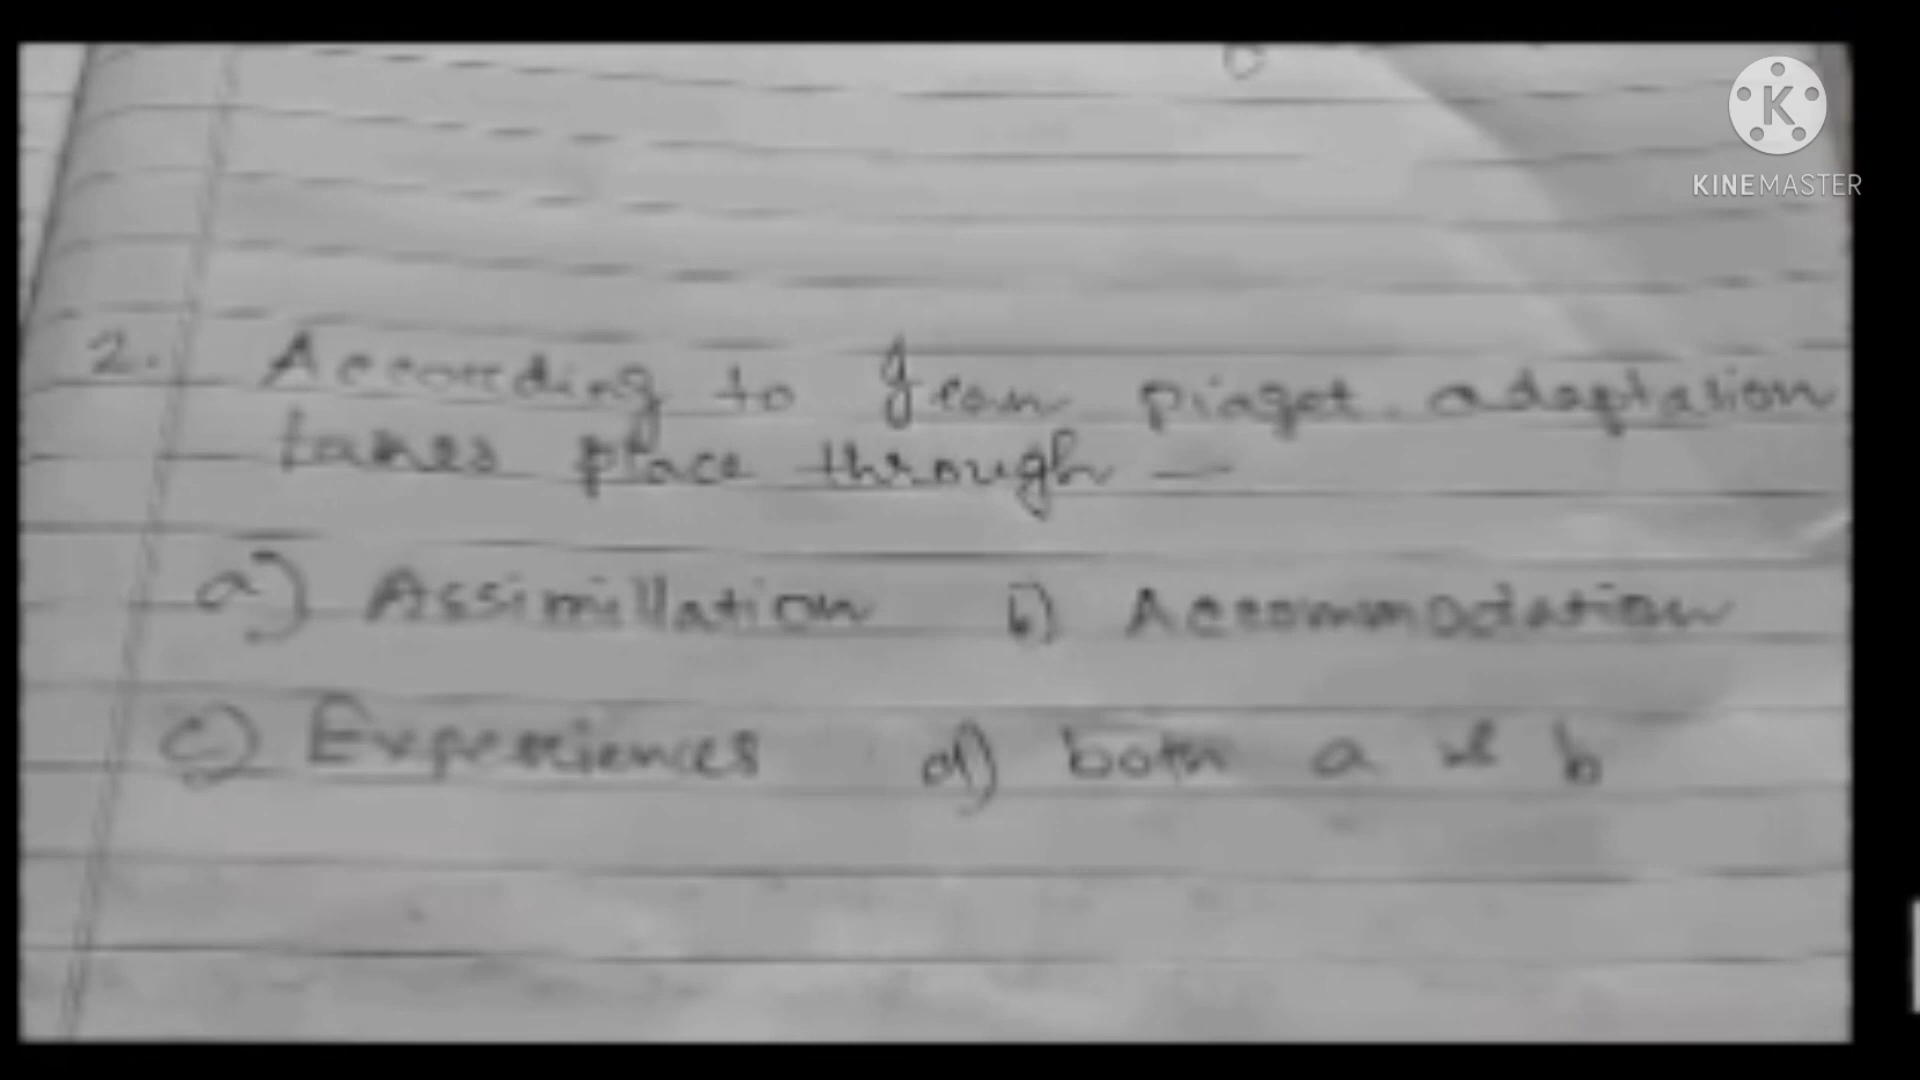 KINEMASTER
2. According to Jean piaget adaptation
takes place through —
a) Assimillation b) Accommodation
c) Experiences d) both a & b